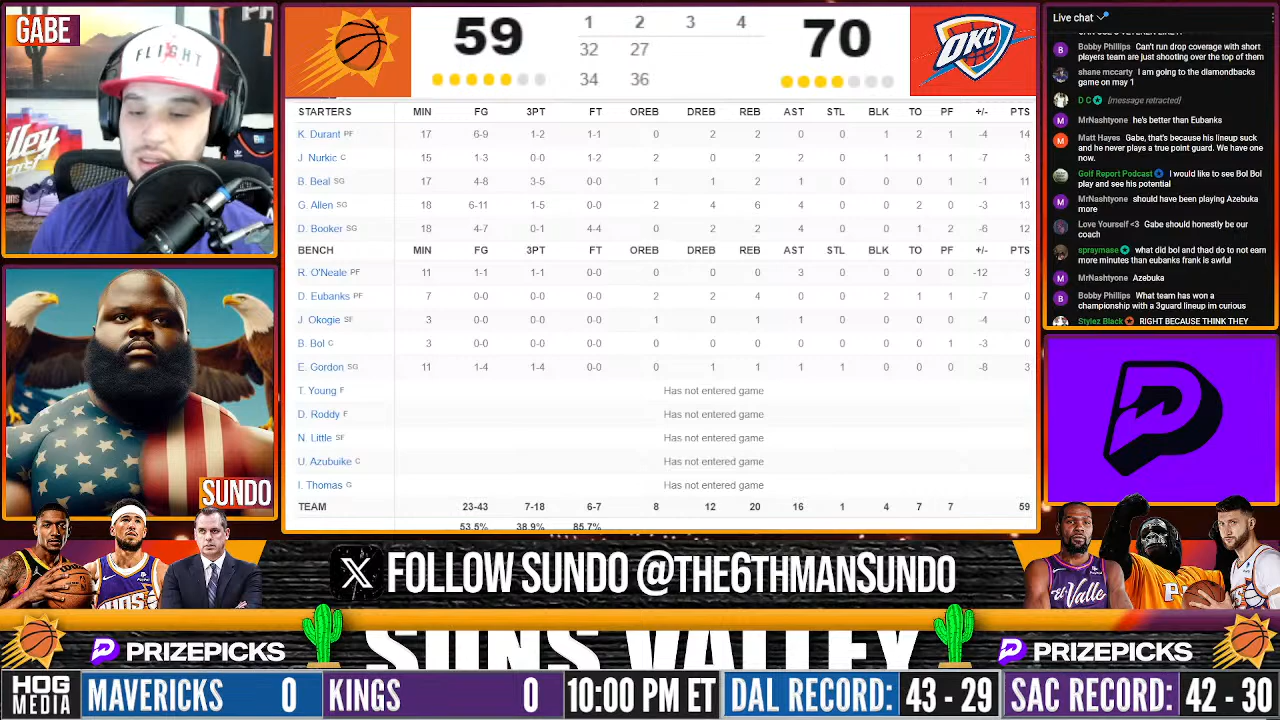 GABE
FLIGHT
59
1 2 3 4
32 27
34 36
70
OKC
STARTERS MIN FG 3PT FT OREB DREB REB AST STL BLK TO PF +/- PTS
K. Durant PF 17 6-9 1-2 1-1 0 2 2 0 0 1 2 1 -4 14
J. Nurkic C 15 1-3 0-0 1-2 2 0 2 2 0 1 1 1 -7 3
B. Beal SG 17 4-8 3-5 0-0 1 1 2 1 0 0 0 1 -1 11
G. Allen SG 18 6-11 1-5 0-0 2 4 6 4 0 0 2 0 -3 13
D. Booker SG 18 4-7 0-1 4-4 0 2 2 4 0 0 1 2 -6 12
BENCH MIN FG 3PT FT OREB DREB REB AST STL BLK TO PF +/- PTS
R. O'Neale PF 11 1-1 1-1 0-0 0 0 0 3 0 0 0 0 -12 3
D. Eubanks PF 7 0-0 0-0 0-0 2 2 4 0 0 2 1 1 -7 0
J. Okogie SF 3 0-0 0-0 0-0 1 0 1 1 0 0 0 0 -4 0
B. Bol C 3 0-0 0-0 0-0 0 0 0 0 0 0 0 1 -3 0
E. Gordon SG 11 1-4 1-4 0-0 0 1 1 1 1 0 0 0 -8 3
T. Young F Has not entered game
D. Roddy F Has not entered game
N. Little SF Has not entered game
U. Azubuike C Has not entered game
I. Thomas G Has not entered game
TEAM 23-43 7-18 6-7 8 12 20 16 1 4 7 7 59
53.5% 38.9% 85.7%
Live chat
Bobby Phillips Can't run drop coverage with short
players team are just shooting over the top of them
shane mccarty I am going to the diamondbacks
game on may 1
D C [message retracted]
MrNashtyone he's better than Eubanks
Matt Hayes Gabe, that's because his lineup suck
and he never plays a true point guard. We have one
now.
Golf Report Podcast I would like to see Bol Bol
play and see his potential
MrNashtyone should have been playing Azebuka
more
Love Yourself <3 Gabe should honestly be our
coach
spraymase what did bol and thad do to not earn
more minutes than eubanks frank is awful
MrNashtyone Azebuka
Bobby Phillips What team has won a
championship with a 3guard lineup im curious
Stylez Black RIGHT BECAUSE THINK THEY
SUNDO
X FOLLOW SUNDO @THE6THMANSUNDO
PRIZEPICKS
SUNS VALLEY
PRIZEPICKS
HOG MEDIA
MAVERICKS 0 KINGS 0 10:00 PM ET DAL RECORD: 43 - 29 SAC RECORD: 42 - 30